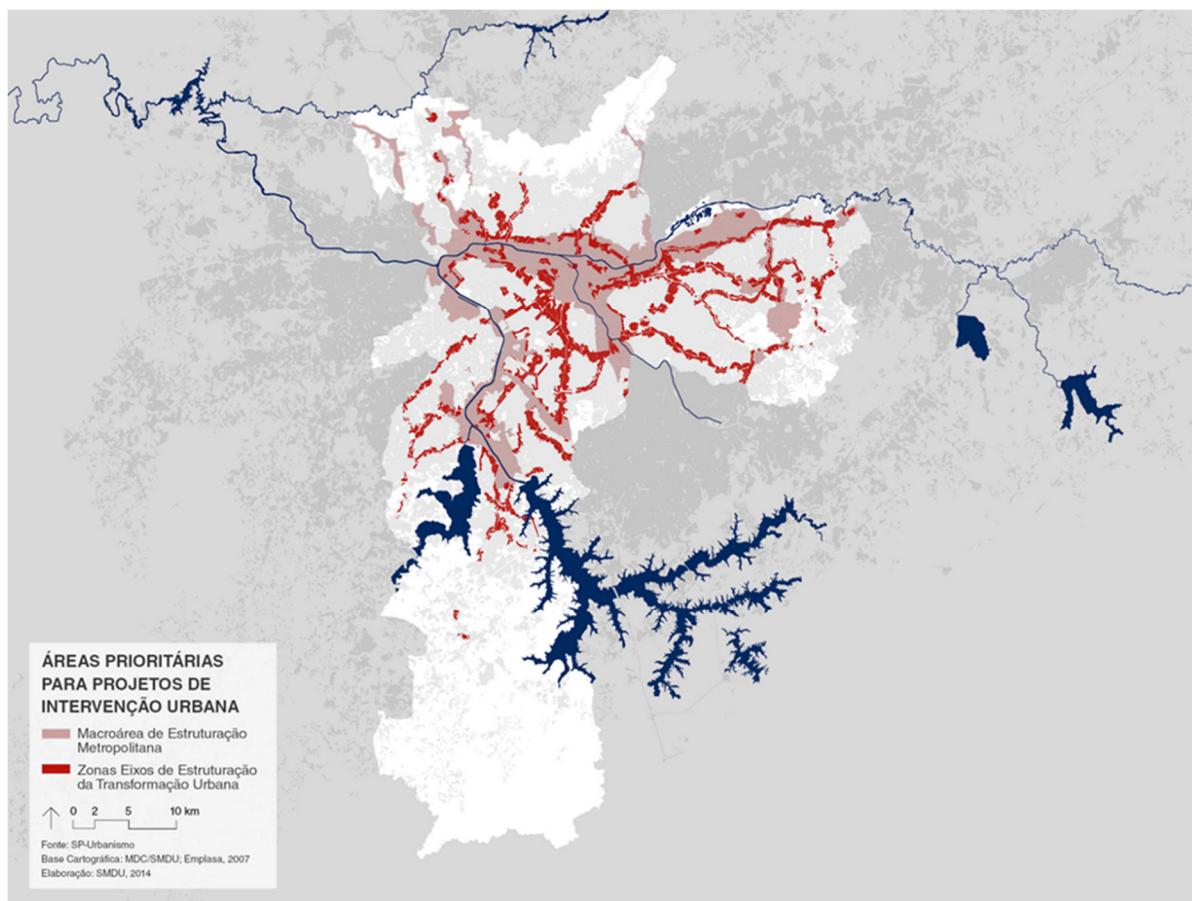 ÁREAS PRIORITÁRIAS
PARA PROJETOS DE
INTERVENÇÃO URBANA
Macroárea de Estruturação
Metropolitana
Zonas Eixos de Estruturação
da Transformação Urbana
0 2 5 10 km
Fonte: SP-Urbanismo
Base Cartográfica: MDC/SMDU; Emplasa, 2007
Elaboração: SMDU, 2014